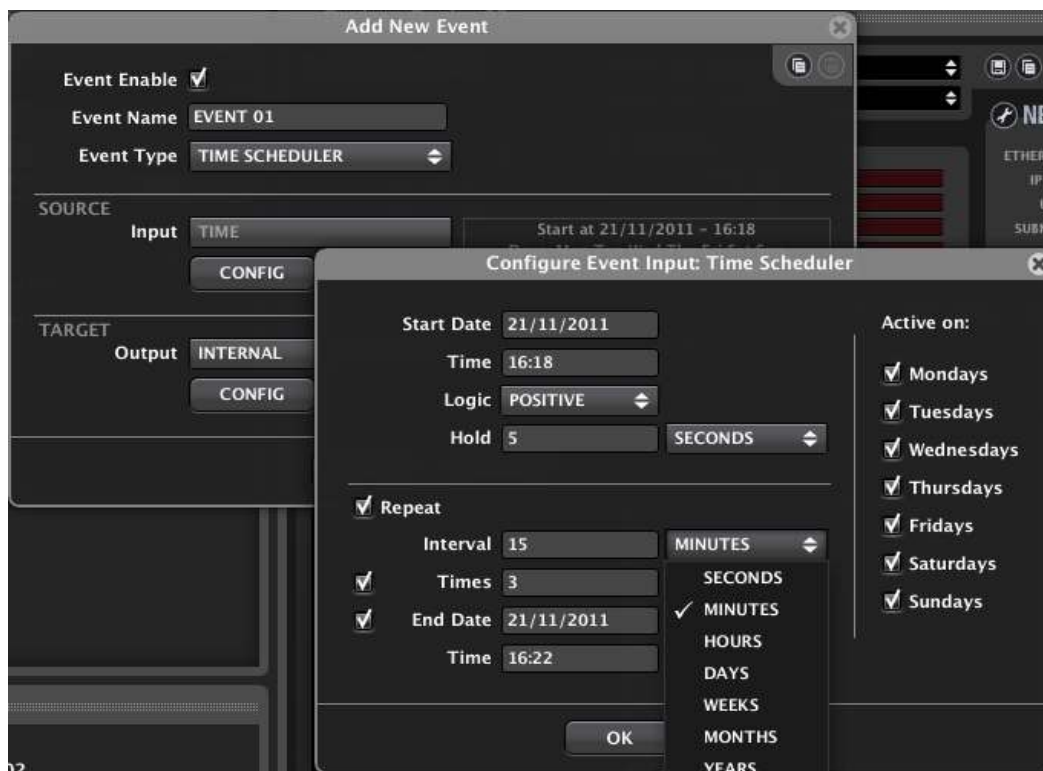 Add New Event
Event Enable
Event Name EVENT 01
Event Type TIME SCHEDULER
SOURCE
Input TIME
Start at 21/11/2011 - 16:18
CONFIG
TARGET
Output INTERNAL
CONFIG
Configure Event Input: Time Scheduler
Start Date 21/11/2011
Time 16:18
Logic POSITIVE
Hold 5 SECONDS
Repeat
Interval 15 MINUTES
Times 3
End Date 21/11/2011
Time 16:22
SECONDS
MINUTES
HOURS
DAYS
WEEKS
MONTHS
YEARS
OK
Active on:
Mondays
Tuesdays
Wednesdays
Thursdays
Fridays
Saturdays
Sundays
NE
ETHER
IP
SUBN
02